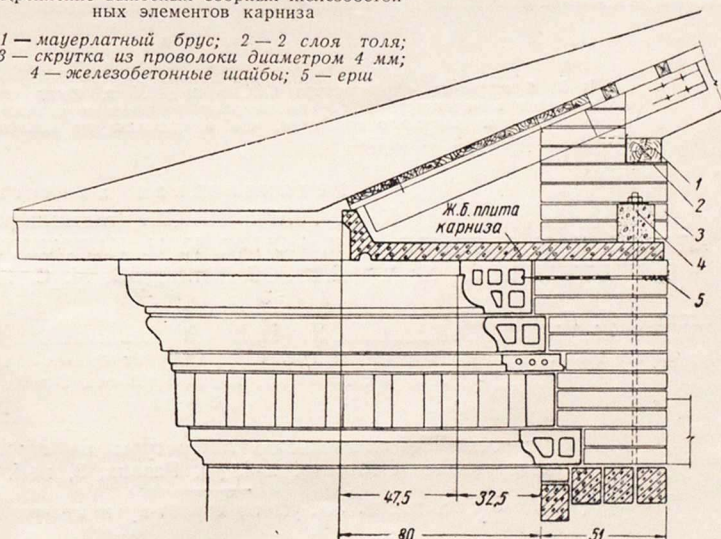 ных элементов карниза
1 — мауерлатный брус; 2 — 2 слоя толя;
3 — скрутка из проволоки диаметром 4 мм;
4 — железобетонные шайбы; 5 — ерш
Ж.б. плита
карниза
1
2
3
4
5
47,5
32,5
80
51